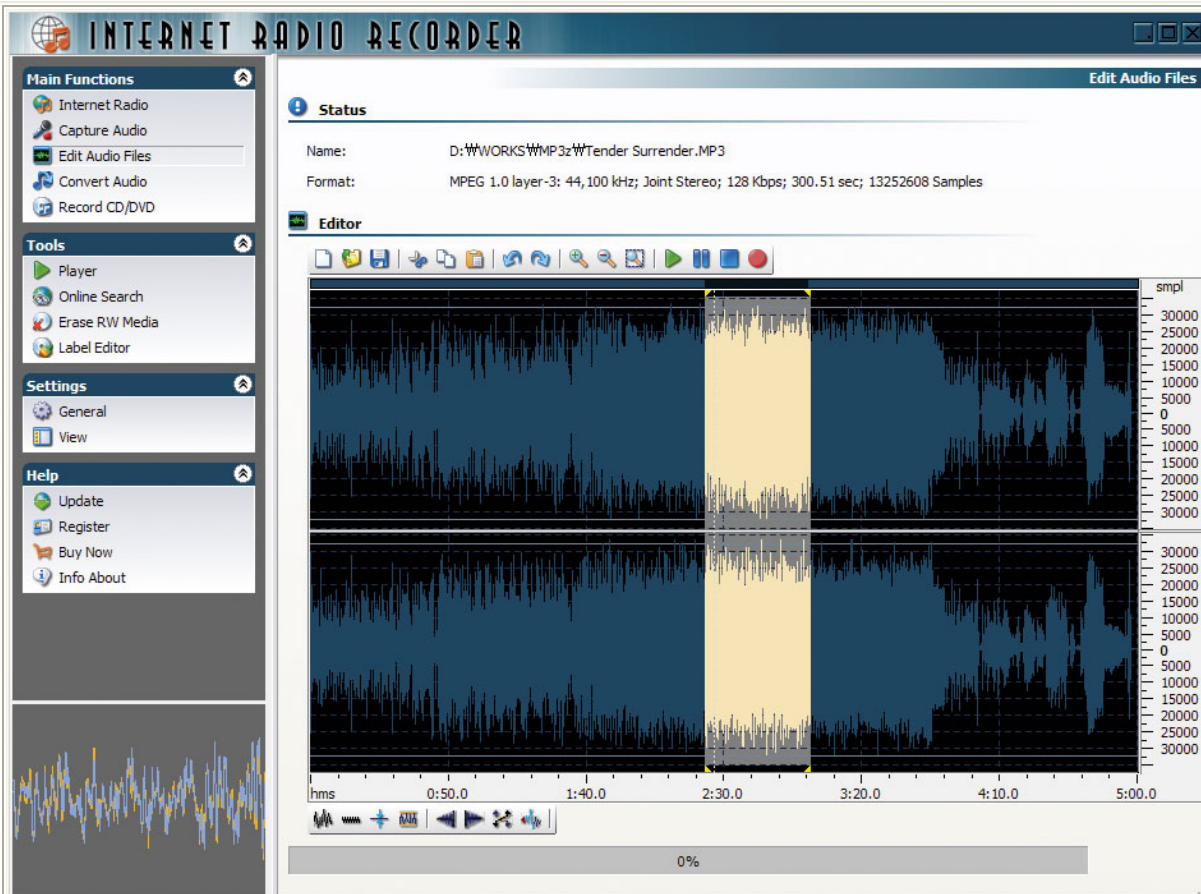 INTERNET RADIO RECORDER
Main Functions
Internet Radio
Capture Audio
Edit Audio Files
Convert Audio
Record CD/DVD
Tools
Player
Online Search
Erase RW Media
Label Editor
Settings
General
View
Help
Update
Register
Buy Now
Info About
Edit Audio Files
Status
Name: D:₩WORKS₩MP3z₩Tender Surrender.MP3
Format: MPEG 1.0 layer-3: 44,100 kHz; Joint Stereo; 128 Kbps; 300.51 sec; 13252608 Samples
Editor
smpl
30000
25000
20000
15000
10000
5000
0
5000
10000
15000
20000
25000
30000
30000
25000
20000
15000
10000
5000
0
5000
10000
15000
20000
25000
30000
hms 0:50.0 1:40.0 2:30.0 3:20.0 4:10.0 5:00.0
0%